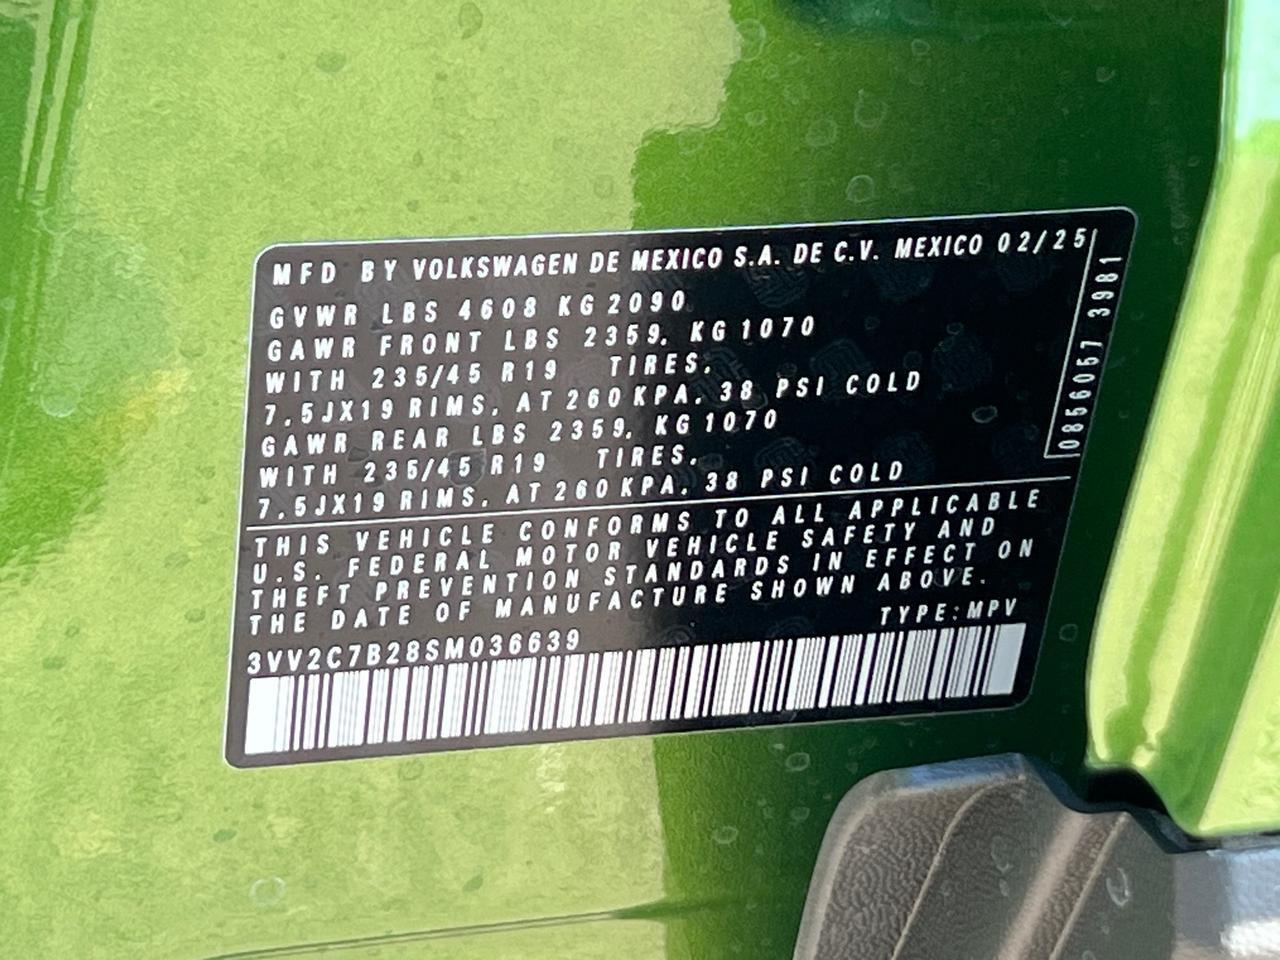 MFD BY VOLKSWAGEN DE MEXICO S.A. DE C.V. MEXICO 02/25
GVWR LBS 4608 KG 2090
GAWR FRONT LBS 2359, KG 1070
WITH 235/45 R19 TIRES,
7.5JX19 RIMS, AT 260 KPA, 38 PSI COLD
GAWR REAR LBS 2359, KG 1070
WITH 235/45 R19 TIRES,
7.5JX19 RIMS, AT 260 KPA, 38 PSI COLD
THIS VEHICLE CONFORMS TO ALL APPLICABLE
U.S. FEDERAL MOTOR VEHICLE SAFETY AND
THEFT PREVENTION STANDARDS IN EFFECT ON
THE DATE OF MANUFACTURE SHOWN ABOVE.
3VV2C7B28SM036639 TYPE:MPV
0856057 3981